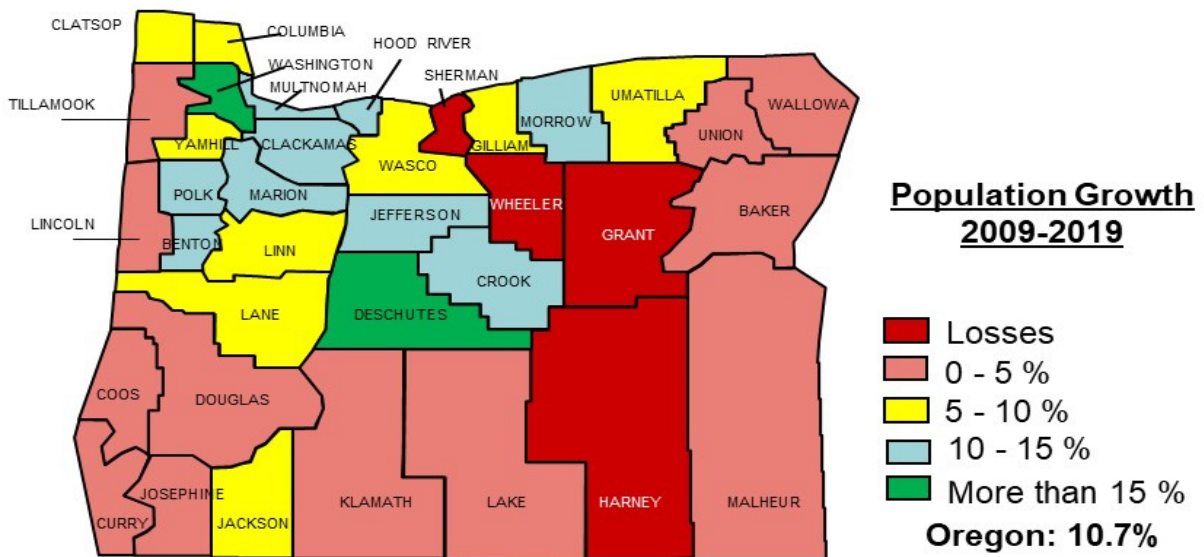 CLATSOP
COLUMBIA
HOOD RIVER
WASHINGTON
SHERMAN
MULTNOMAH
TILLAMOOK
UMATILLA
WALLOWA
MORROW
UNION
YAMHILL
CLACKAMAS
GILLIAM
WASCO
POLK
MARION
WHEELER
BAKER
JEFFERSON
LINCOLN
GRANT
BENTON
LINN
CROOK
LANE
DESCHUTES
COOS
DOUGLAS
JOSEPHINE
KLAMATH
LAKE
HARNEY
MALHEUR
CURRY
JACKSON
Population Growth
2009-2019
Losses
0 - 5 %
5 - 10 %
10 - 15 %
More than 15 %
Oregon: 10.7%